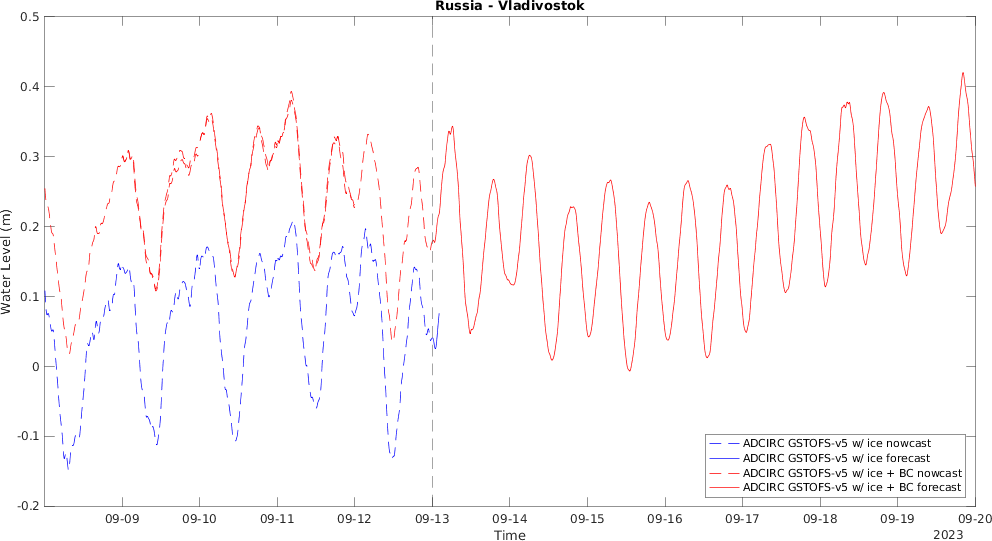 Russia - Vladivostok
0.5
0.4
0.3
0.2
0.1
0
-0.1
-0.2
Water Level (m)
ADCIRC GSTOFS-v5 w/ ice nowcast
ADCIRC GSTOFS-v5 w/ ice forecast
ADCIRC GSTOFS-v5 w/ ice + BC nowcast
ADCIRC GSTOFS-v5 w/ ice + BC forecast
09-09 09-10 09-11 09-12 09-13 09-14 09-15 09-16 09-17 09-18 09-19 09-20
Time
2023